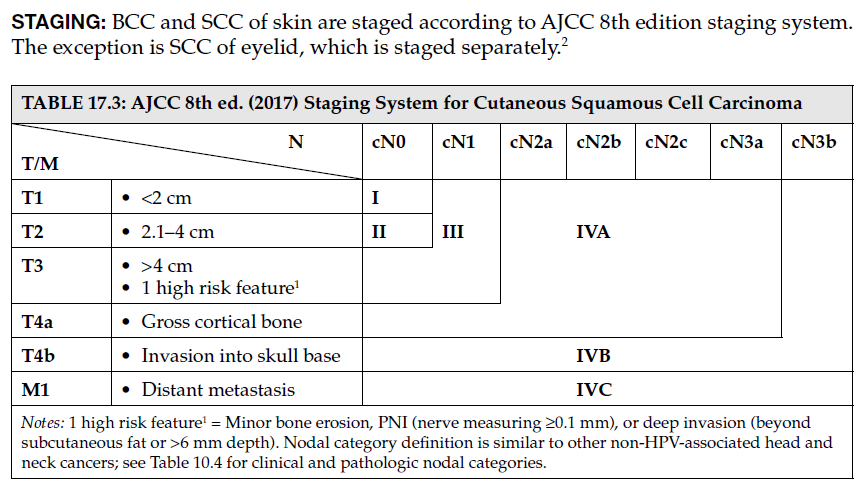 STAGING: BCC and SCC of skin are staged according to AJCC 8th edition staging system.
The exception is SCC of eyelid, which is staged separately.²
TABLE 17.3: AJCC 8th ed. (2017) Staging System for Cutaneous Squamous Cell Carcinoma
N cN0 cN1 cN2a cN2b cN2c cN3a cN3b
T/M
T1 • <2 cm I
T2 • 2.1–4 cm II III IVA
T3 • >4 cm
• 1 high risk feature¹
T4a • Gross cortical bone
T4b • Invasion into skull base IVB
M1 • Distant metastasis IVC
Notes: 1 high risk feature¹ = Minor bone erosion, PNI (nerve measuring ≥0.1 mm), or deep invasion (beyond
subcutaneous fat or >6 mm depth). Nodal category definition is similar to other non-HPV-associated head and
neck cancers; see Table 10.4 for clinical and pathologic nodal categories.